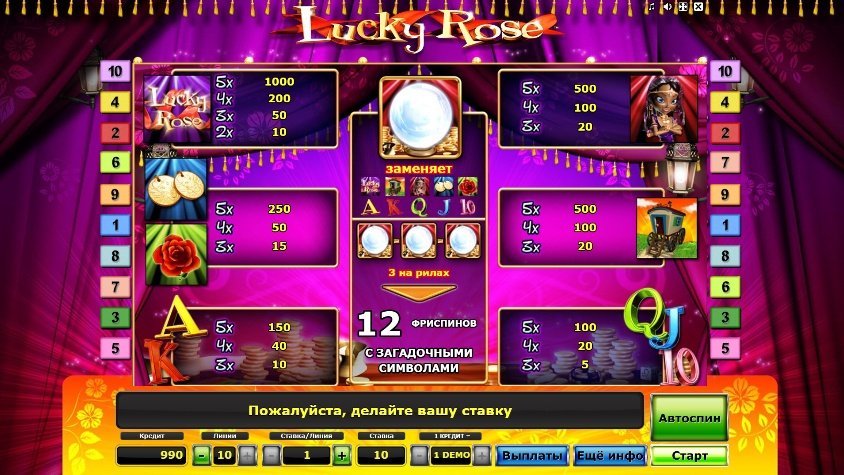 Lucky Rose
10
4
2
6
9
1
8
7
3
5
Lucky
Rose
5x 1000
4x 200
3x 50
2x 10
5x 250
4x 50
3x 15
A
K
5x 150
4x 40
3x 10
заменяет
Lucky Rose
A K Q J 10
3 на рилах
12 ФРИСПИНОВ
С ЗАГАДОЧНЫМИ
СИМВОЛАМИ
5x 500
4x 100
3x 20
5x 500
4x 100
3x 20
5x 100
4x 20
3x 5
Q
J
10
10
4
2
7
9
1
8
6
3
5
Пожалуйста, делайте вашу ставку
Автоспин
Кредит Линии Ставка/Линия Ставка 1 КРЕДИТ =
990 - 10 + - 1 + 10 - 1 DEMO + Выплаты Ещё инфо Старт